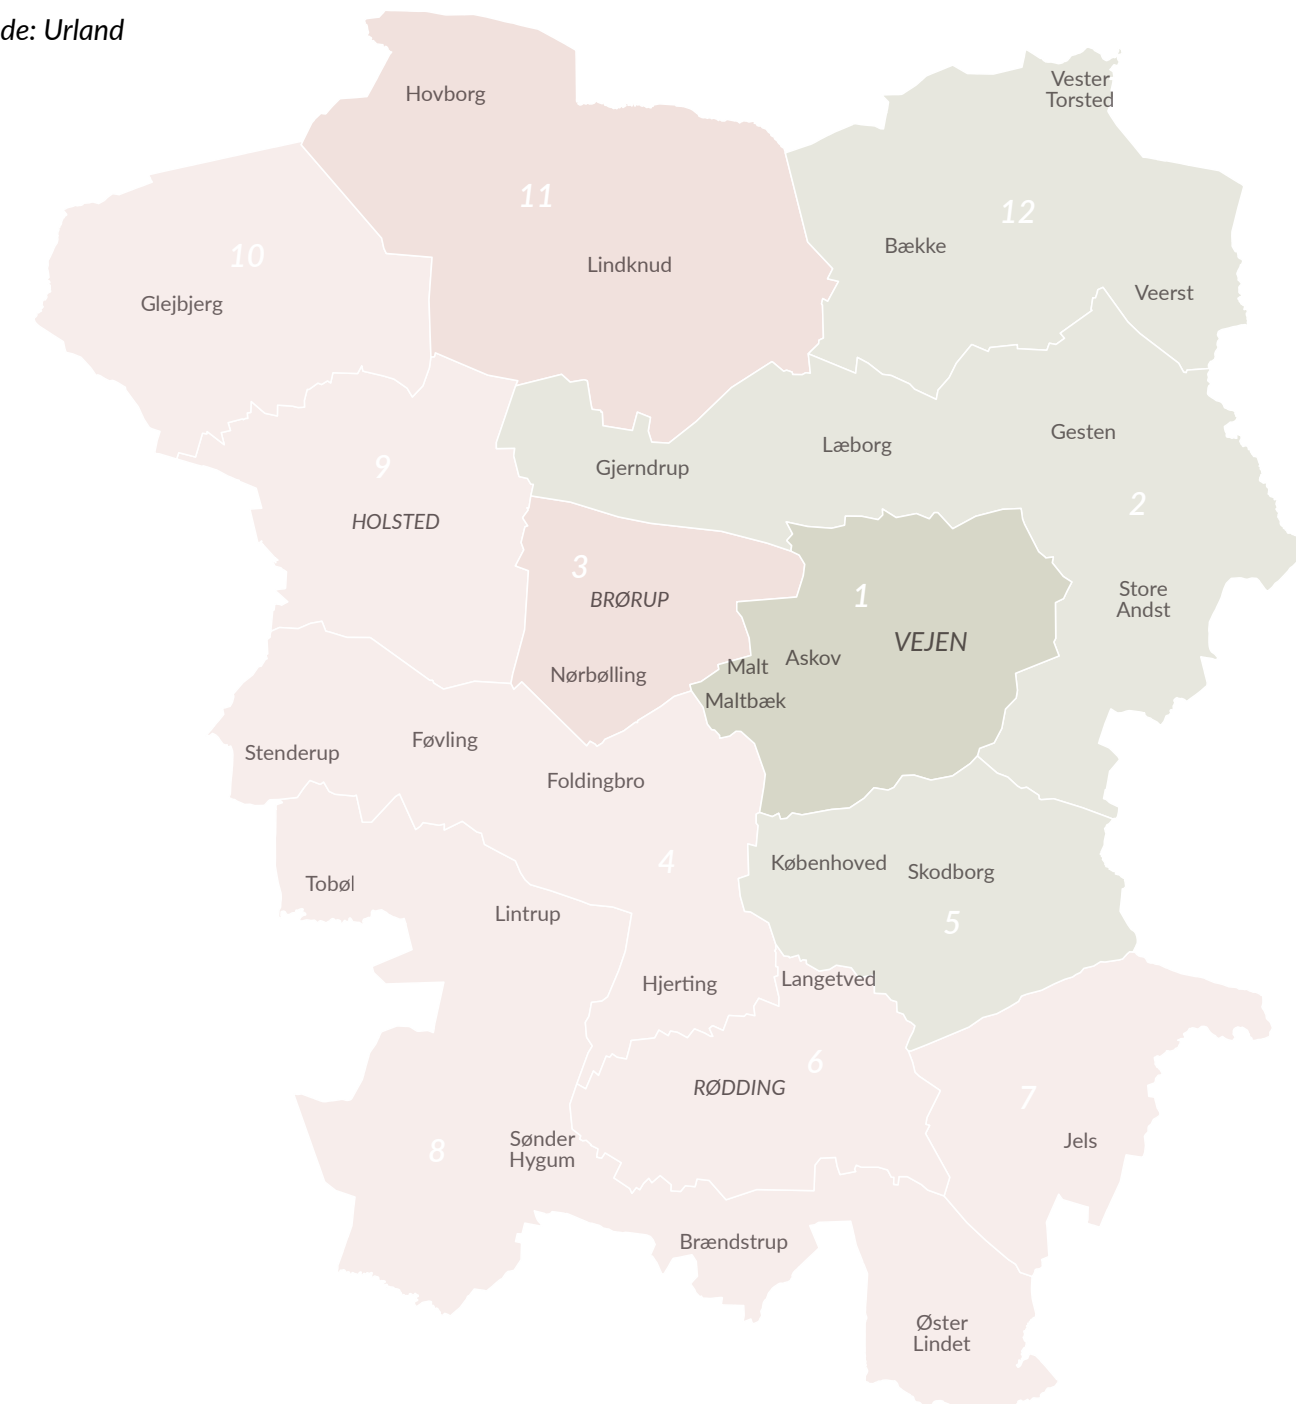 de: Urland
Hovborg
Vester
Torsted
11
12
10
Bække
Lindknud
Veerst
Glejbjerg
Gesten
Læborg
9
Gjerndrup
2
HOLSTED
3
BRØRUP
1
Store
Andst
VEJEN
Malt
Askov
Nørbølling
Maltbæk
Føvling
Stenderup
Foldingbro
4
Københoved
Skodborg
Tobøl
Lintrup
5
Hjerting
Langetved
6
RØDDING
7
8
Sønder
Hygum
Jels
Brændstrup
Øster
Lindet